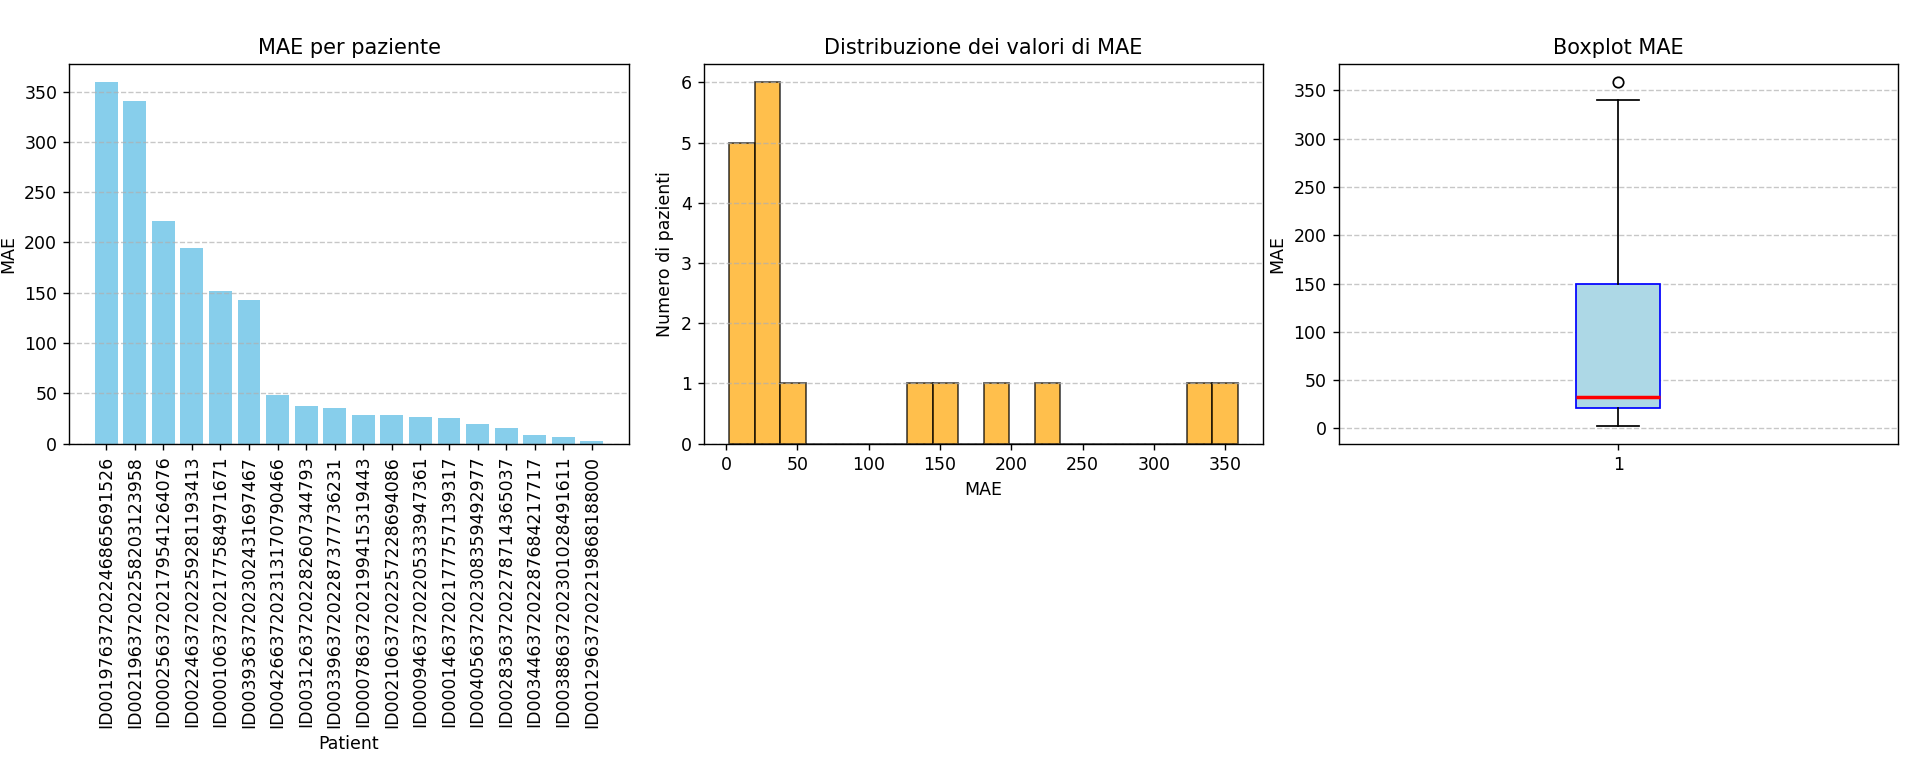 MAE per paziente
MAE
350
300
250
200
150
100
50
0
ID00197637202246865691526
ID00219637202258203123958
ID00025637202179541264076
ID00224637202259281193413
ID00010637202177584971671
ID00393637202302431697467
ID00426637202313170790466
ID00312637202282607344793
ID00339637202287377736231
ID00078637202199415319443
ID00210637202257228694086
ID00094637202205333947361
ID00014637202177757139317
ID00405637202308359492977
ID00283637202278714365037
ID00344637202287684217717
ID00388637202301028491611
ID00129637202219868188000
Patient
Distribuzione dei valori di MAE
Numero di pazienti
6
5
4
3
2
1
0
0 50 100 150 200 250 300 350
MAE
Boxplot MAE
MAE
350
300
250
200
150
100
50
0
1